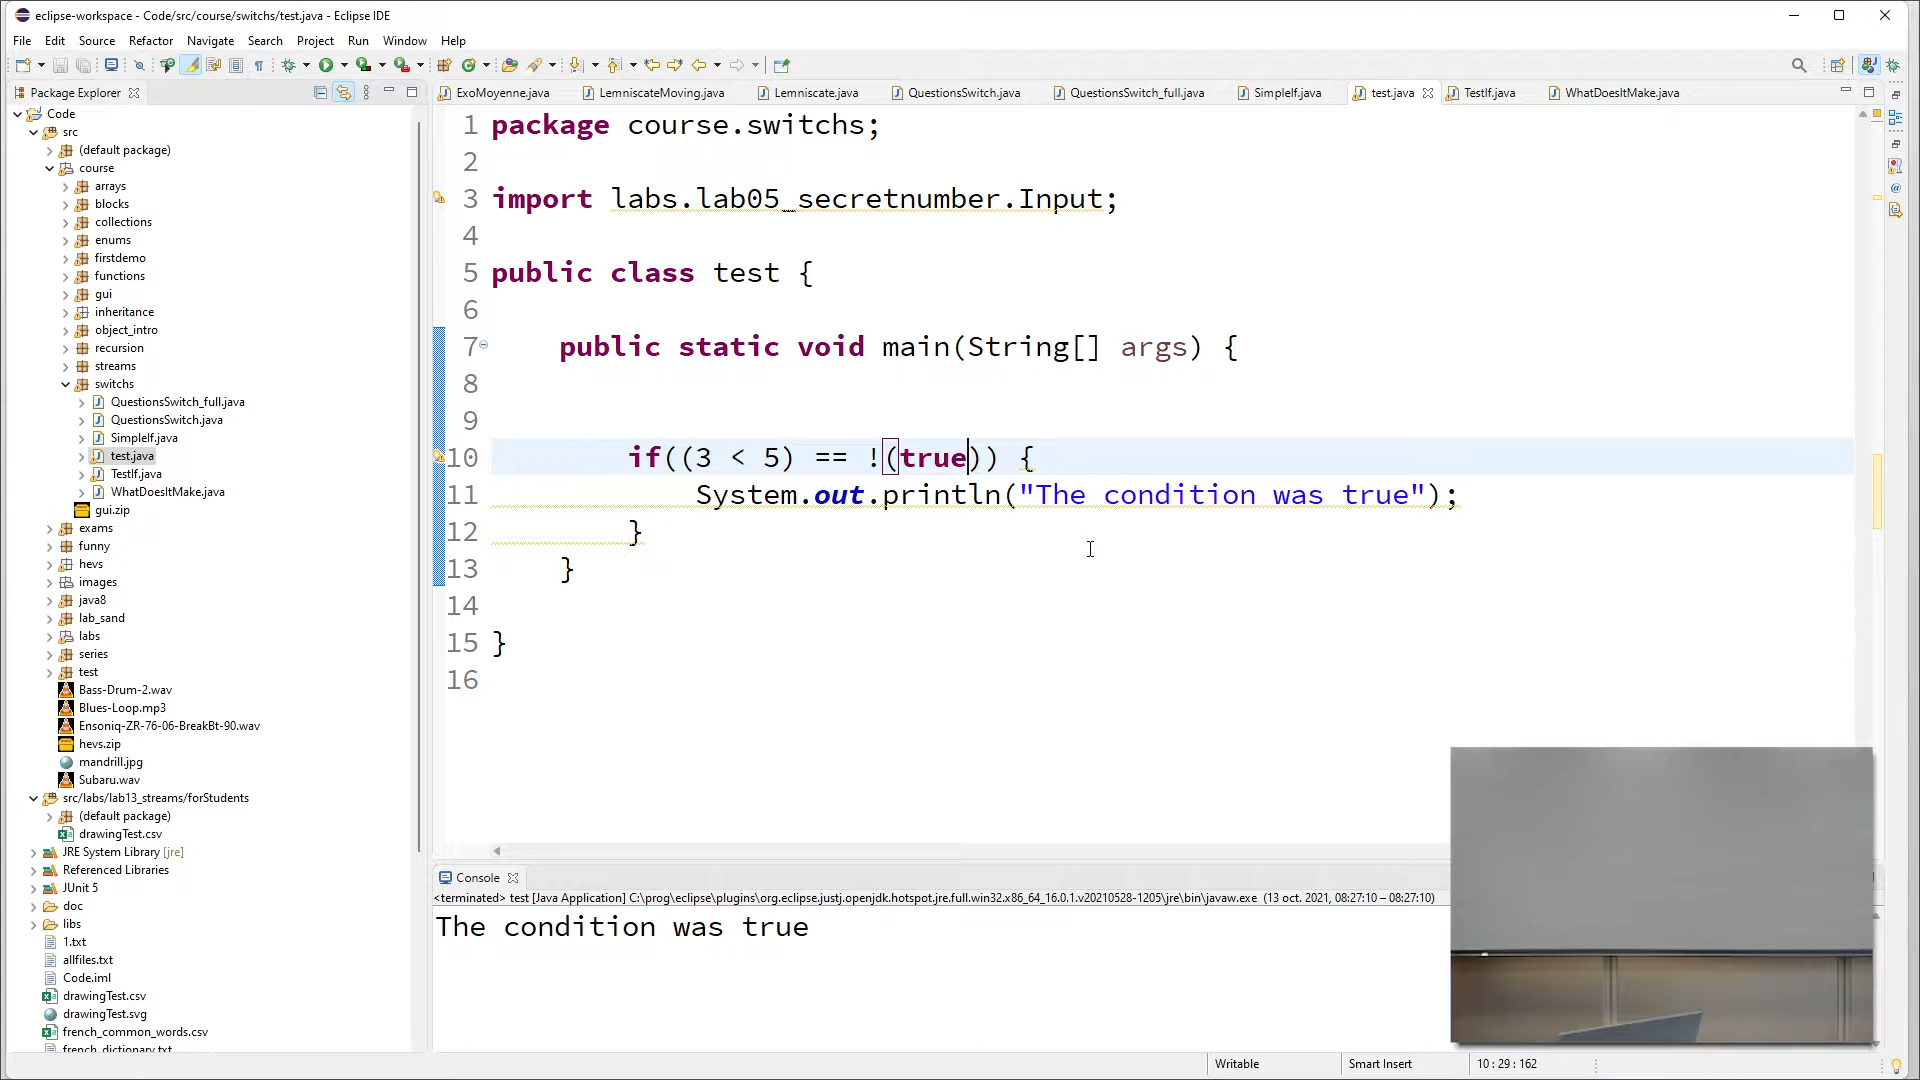 eclipse-workspace - Code/src/course/switchs/test.java - Eclipse IDE
File Edit Source Refactor Navigate Search Project Run Window Help
Package Explorer
Code
src
(default package)
course
arrays
blocks
collections
enums
firstdemo
functions
gui
inheritance
object_intro
recursion
streams
switchs
QuestionsSwitch_full.java
QuestionsSwitch.java
SimpleIf.java
test.java
TestIf.java
WhatDoesItMake.java
gui.zip
exams
funny
hevs
images
java8
lab_sand
labs
series
test
Bass-Drum-2.wav
Blues-Loop.mp3
Ensoniq-ZR-76-06-BreakBt-90.wav
hevs.zip
mandrill.jpg
Subaru.wav
src/labs/lab13_streams/forStudents
(default package)
drawingTest.csv
JRE System Library [jre]
Referenced Libraries
JUnit 5
doc
libs
1.txt
allfiles.txt
Code.iml
drawingTest.csv
drawingTest.svg
french_common_words.csv
french_dictionary.txt
ExoMoyenne.java LemniscateMoving.java Lemniscate.java QuestionsSwitch.java QuestionsSwitch_full.java SimpleIf.java test.java TestIf.java WhatDoesItMake.java
1 package course.switchs;
2
3 import labs.lab05_secretnumber.Input;
4
5 public class test {
6
7 public static void main(String[] args) {
8
9
10 if((3 < 5) == !(true)) {
11 System.out.println("The condition was true");
12 }
13 }
14
15 }
16
Console
<terminated> test [Java Application] C:\prog\eclipse\plugins\org.eclipse.justj.openjdk.hotspot.jre.full.win32.x86_64_16.0.1.v20210528-1205\jre\bin\javaw.exe (13 oct. 2021, 08:27:10 – 08:27:10)
The condition was true
Writable Smart Insert 10 : 29 : 162